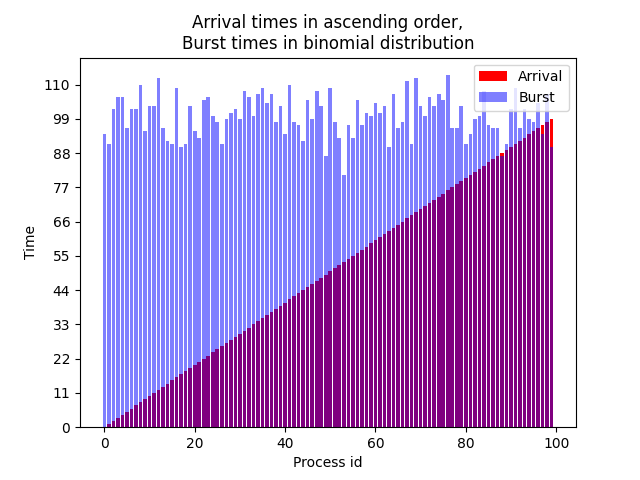 Arrival times in ascending order,
Burst times in binomial distribution
Arrival
Burst
110
99
88
77
66
55
44
33
22
11
0
Time
0 20 40 60 80 100
Process id